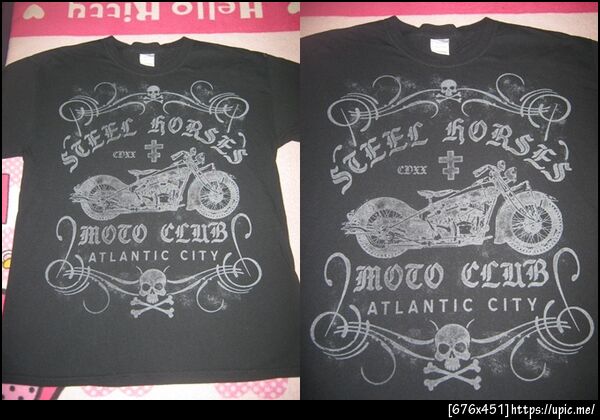 Hello Kitty
STEEL HORSES
CDXX
MOTO CLUB
ATLANTIC CITY
STEEL HORSES
CDXX
MOTO CLUB
ATLANTIC CITY
[676x451]https://upic.me/